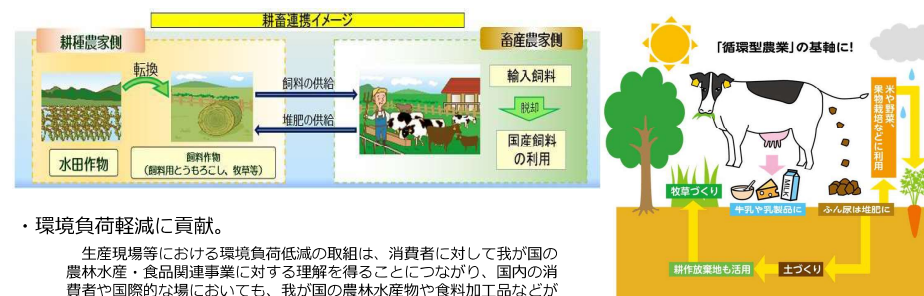 耕畜連携イメージ
耕種農家側
転換
水田作物
飼料作物
(飼料用とうもろこし、牧草等)
飼料の供給
堆肥の供給
畜産農家側
輸入飼料
脱却
国産飼料
の利用
「循環型農業」の基軸に!
米や野菜、
果物栽培などに利用
牧草づくり
MILK
牛乳や乳製品に
ふん尿は堆肥に
耕作放棄地も活用
土づくり
・環境負荷軽減に貢献。
生産現場等における環境負荷低減の取組は、消費者に対して我が国の
農林水産・食品関連事業に対する理解を得ることにつながり、国内の消
費者や国際的な場においても、我が国の農林水産物や食料加工品などが